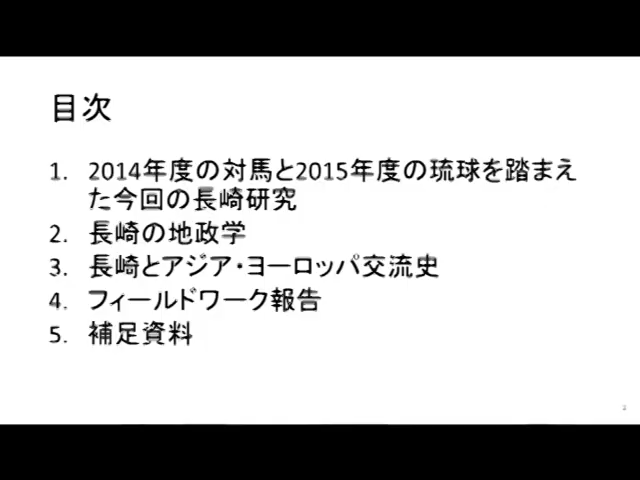 目次
1. 2014年度の対馬と2015年度の琉球を踏まえ
た今回の長崎研究
2. 長崎の地政学
3. 長崎とアジア・ヨーロッパ交流史
4. フィールドワーク報告
5. 補足資料
2